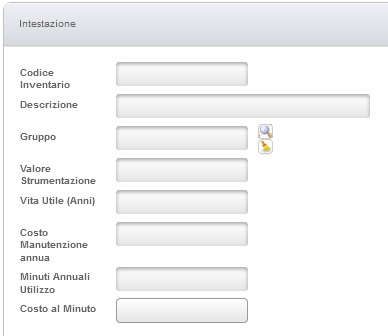 Intestazione
Codice
Inventario
Descrizione
Gruppo
Valore
Strumentazione
Vita Utile (Anni)
Costo
Manutenzione
annua
Minuti Annuali
Utilizzo
Costo al Minuto